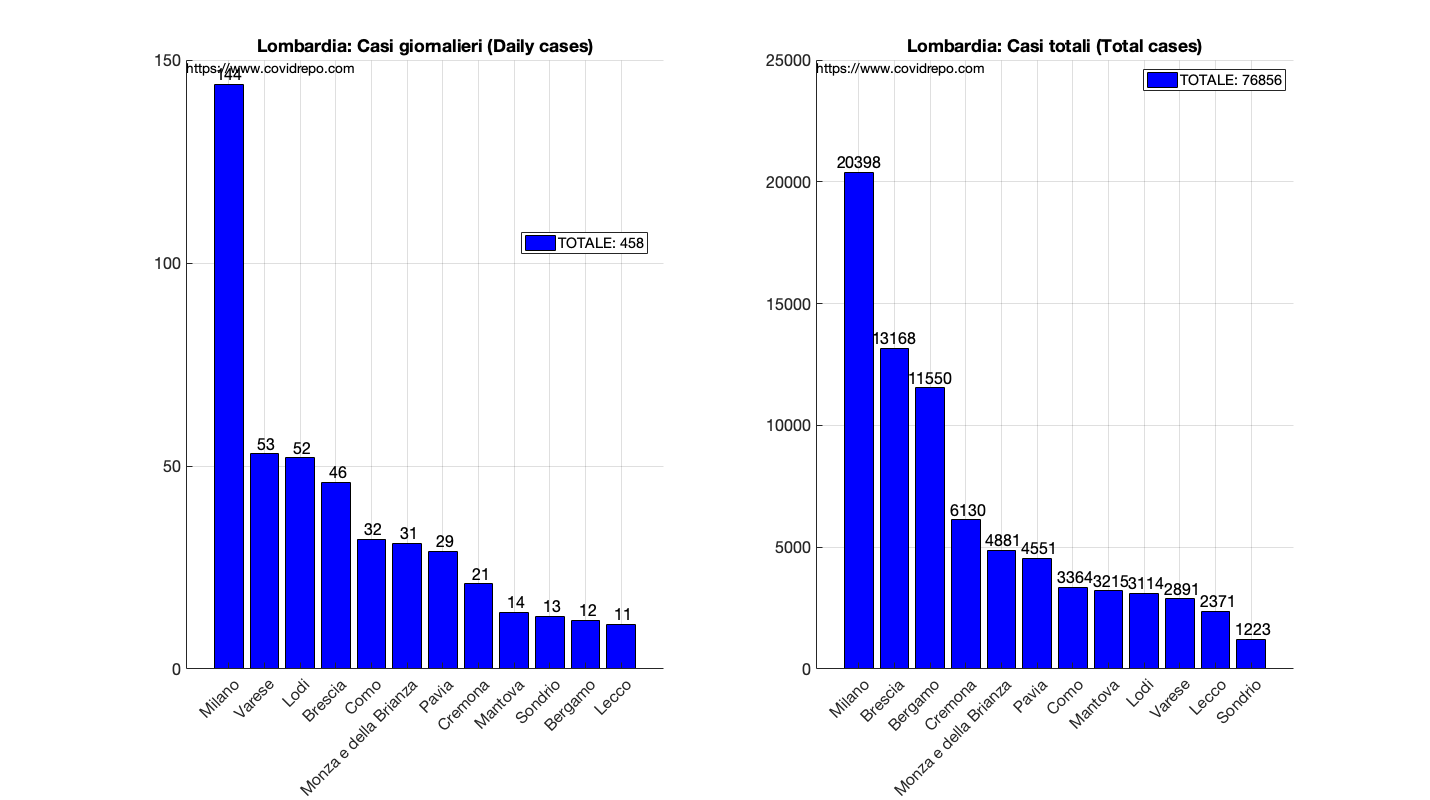 Lombardia: Casi giornalieri (Daily cases)
https://www.covidrepo.com
TOTALE: 458
150
100
50
0
144
53
52
46
32
31
29
21
14
13
12
11
Milano
Varese
Lodi
Brescia
Como
Monza e della Brianza
Pavia
Cremona
Mantova
Sondrio
Bergamo
Lecco
Lombardia: Casi totali (Total cases)
https://www.covidrepo.com
TOTALE: 76856
25000
20000
15000
10000
5000
0
20398
13168
11550
6130
4881
4551
3364
3215
3114
2891
2371
1223
Milano
Brescia
Bergamo
Cremona
Monza e della Brianza
Pavia
Como
Mantova
Lodi
Varese
Lecco
Sondrio